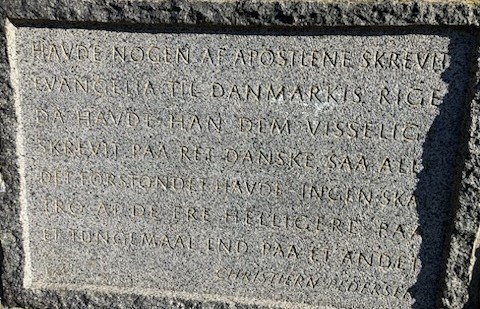 HAVDE NOGEN AF APOSTLENE SKREVIT
EVANGELIA TIL DANMARKIS RIGE
DA HAVDE HAN DEM VISSELIG
SKREVIT PAA RET DANSKE, SAA ALLE
DET FORSTONDET HAVDE INGEN SKAL
TRO, AT DE ERE HELLIGERE PAA
ET TUNGEMAAL END PAA ET ANDET
CHRISTIERN PEDERSEN